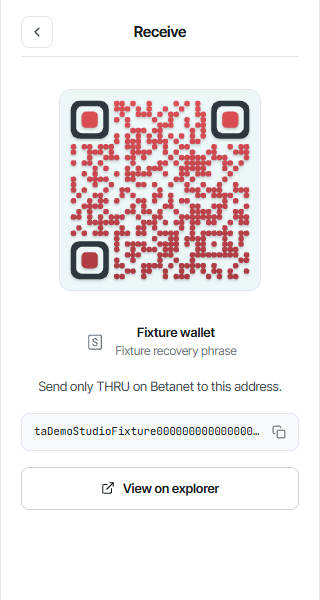 Receive
S
Fixture wallet
Fixture recovery phrase
Send only THRU on Betanet to this address.
taDemoStudioFixture000000000000000…
View on explorer